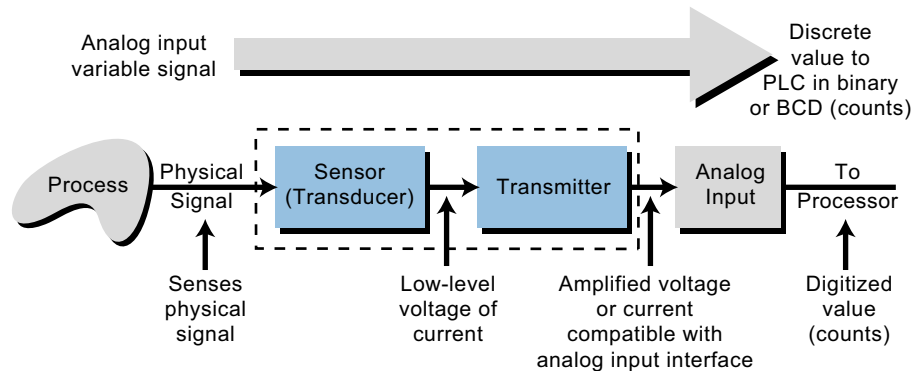 Analog input
variable signal
Discrete
value to
PLC in binary
or BCD (counts)
Process
Physical
Signal
Sensor
(Transducer)
Transmitter
Analog
Input
To
Processor
Senses
physical
signal
Low-level
voltage of
current
Amplified voltage
or current
compatible with
analog input interface
Digitized
value
(counts)